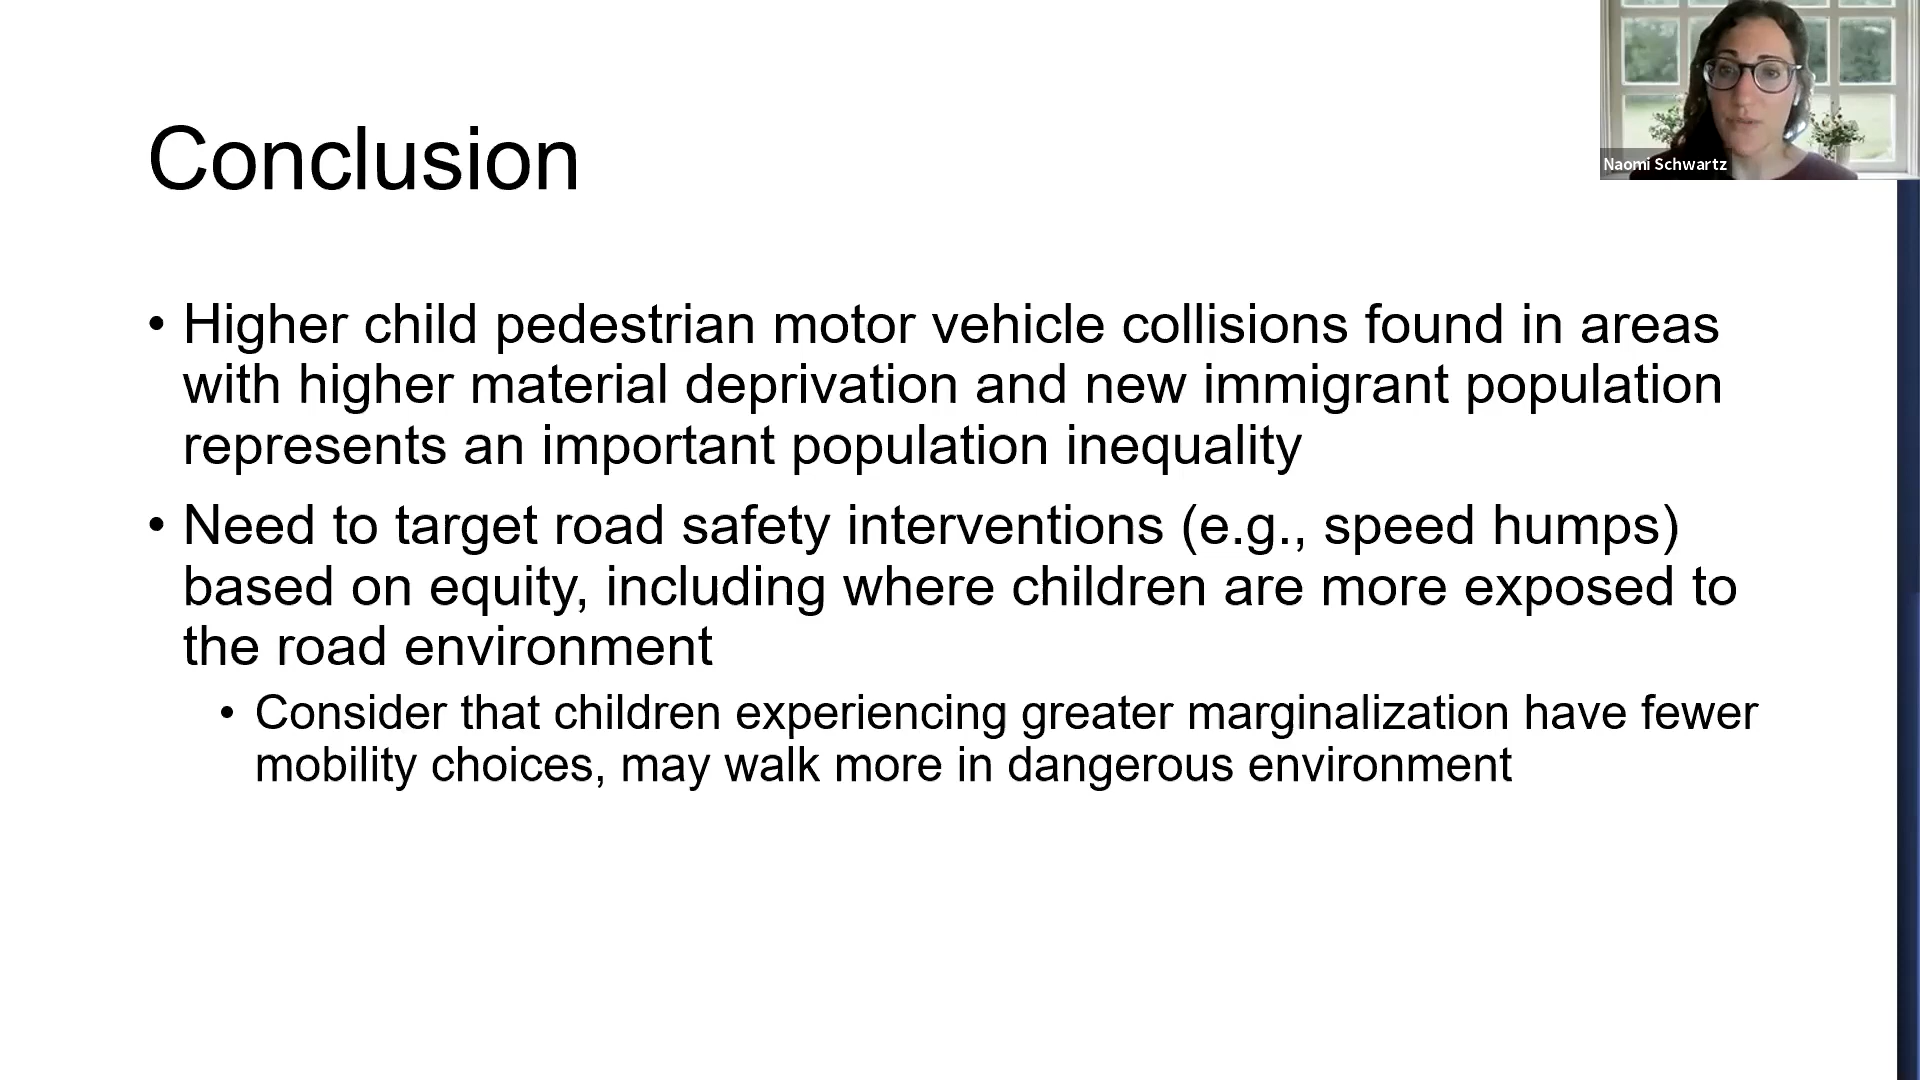 Conclusion
Naomi Schwartz
• Higher child pedestrian motor vehicle collisions found in areas
with higher material deprivation and new immigrant population
represents an important population inequality
• Need to target road safety interventions (e.g., speed humps)
based on equity, including where children are more exposed to
the road environment
• Consider that children experiencing greater marginalization have fewer
mobility choices, may walk more in dangerous environment